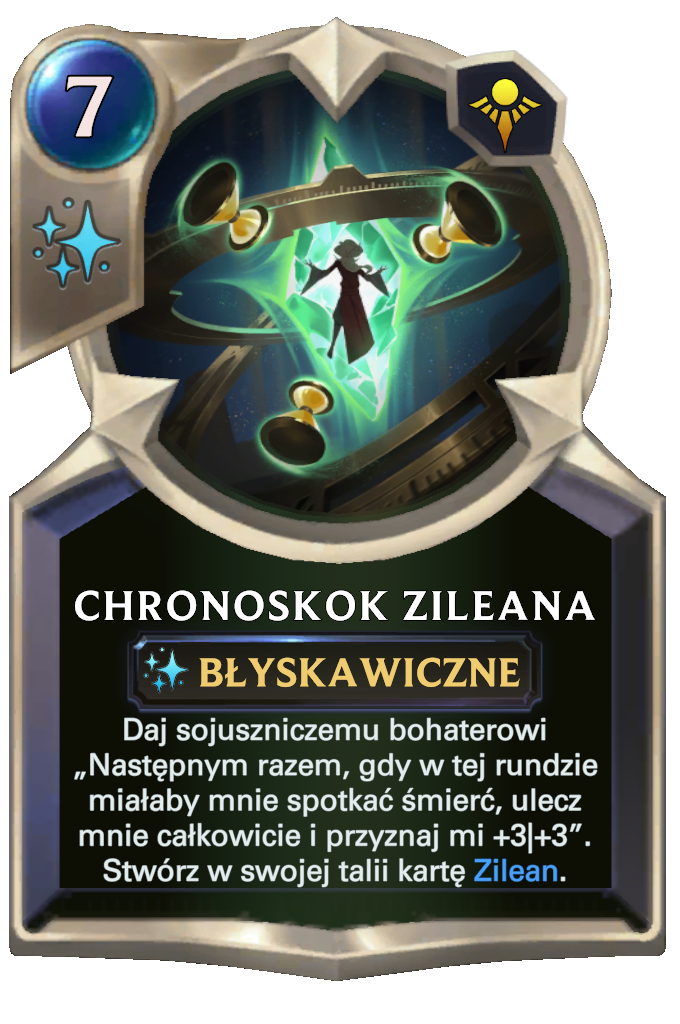 7
CHRONOSKOK ZILEANA
BŁYSKAWICZNE
Daj sojuszniczemu bohaterowi
„Następnym razem, gdy w tej rundzie
miałaby mnie spotkać śmierć, ulecz
mnie całkowicie i przyznaj mi +3|+3”.
Stwórz w swojej talii kartę Zilean.